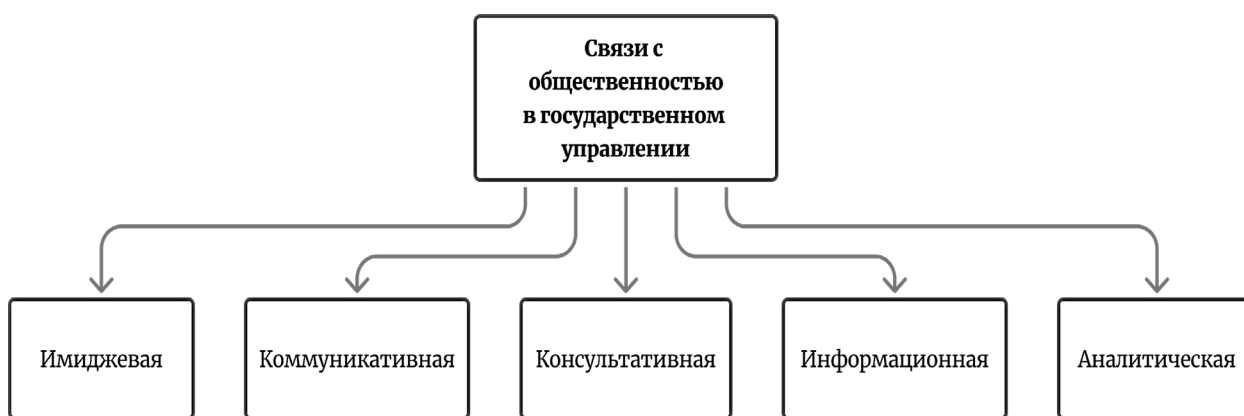 Связи с
общественностью
в государственном
управлении
Имиджевая
Коммуникативная
Консультативная
Информационная
Аналитическая